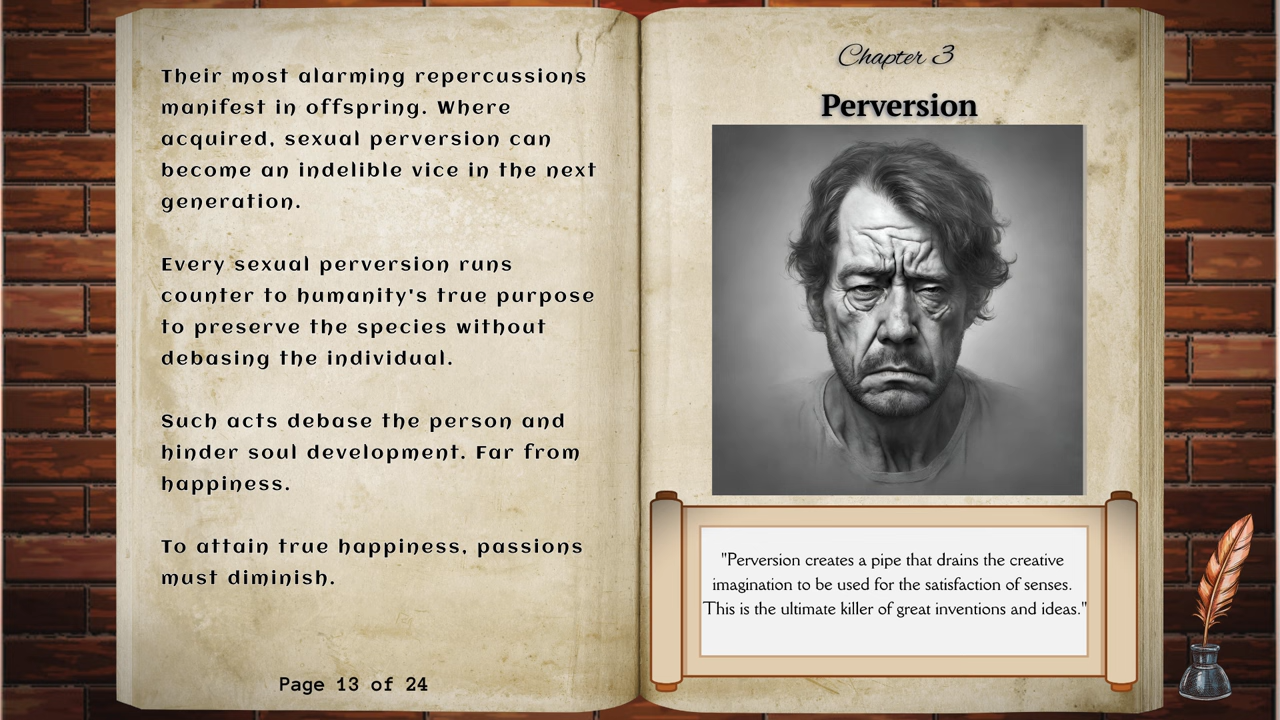 Their most alarming repercussions
manifest in offspring. Where
acquired, sexual perversion can
become an indelible vice in the next
generation.
Every sexual perversion runs
counter to humanity's true purpose
to preserve the species without
debasing the individual.
Such acts debase the person and
hinder soul development. Far from
happiness.
To attain true happiness, passions
must diminish.
Page 13 of 24
Chapter 3
Perversion
"Perversion creates a pipe that drains the creative
imagination to be used for the satisfaction of senses.
This is the ultimate killer of great inventions and ideas."